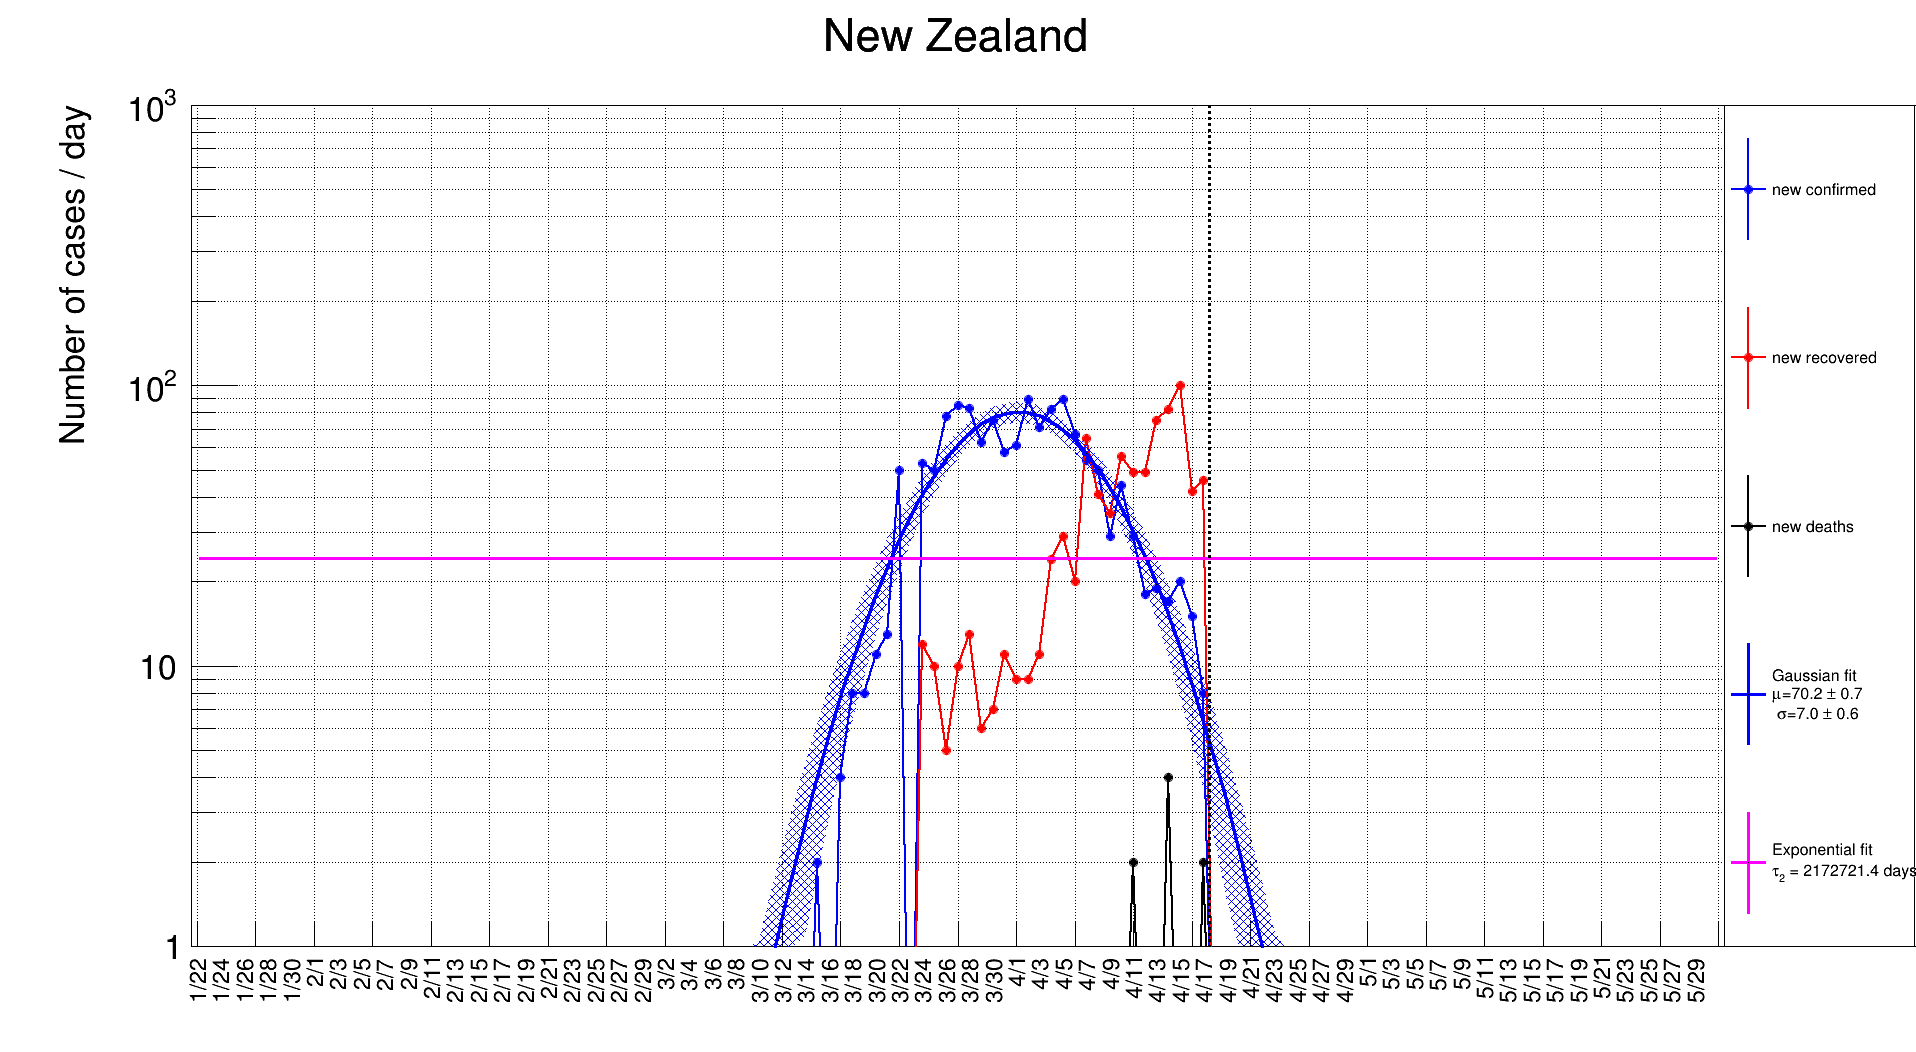 New Zealand
Number of cases / day
10³
10²
10
1
1/22 1/24 1/26 1/28 1/30 2/1 2/3 2/5 2/7 2/9 2/11 2/13 2/15 2/17 2/19 2/21 2/23 2/25 2/27 2/29 3/2 3/4 3/6 3/8 3/10 3/12 3/14 3/16 3/18 3/20 3/22 3/24 3/26 3/28 3/30 4/1 4/3 4/5 4/7 4/9 4/11 4/13 4/15 4/17 4/19 4/21 4/23 4/25 4/27 4/29 5/1 5/3 5/5 5/7 5/9 5/11 5/13 5/15 5/17 5/19 5/21 5/23 5/25 5/27 5/29
new confirmed
new recovered
new deaths
Gaussian fit
μ=70.2 ± 0.7
σ=7.0 ± 0.6
Exponential fit
τ₂ = 2172721.4 days